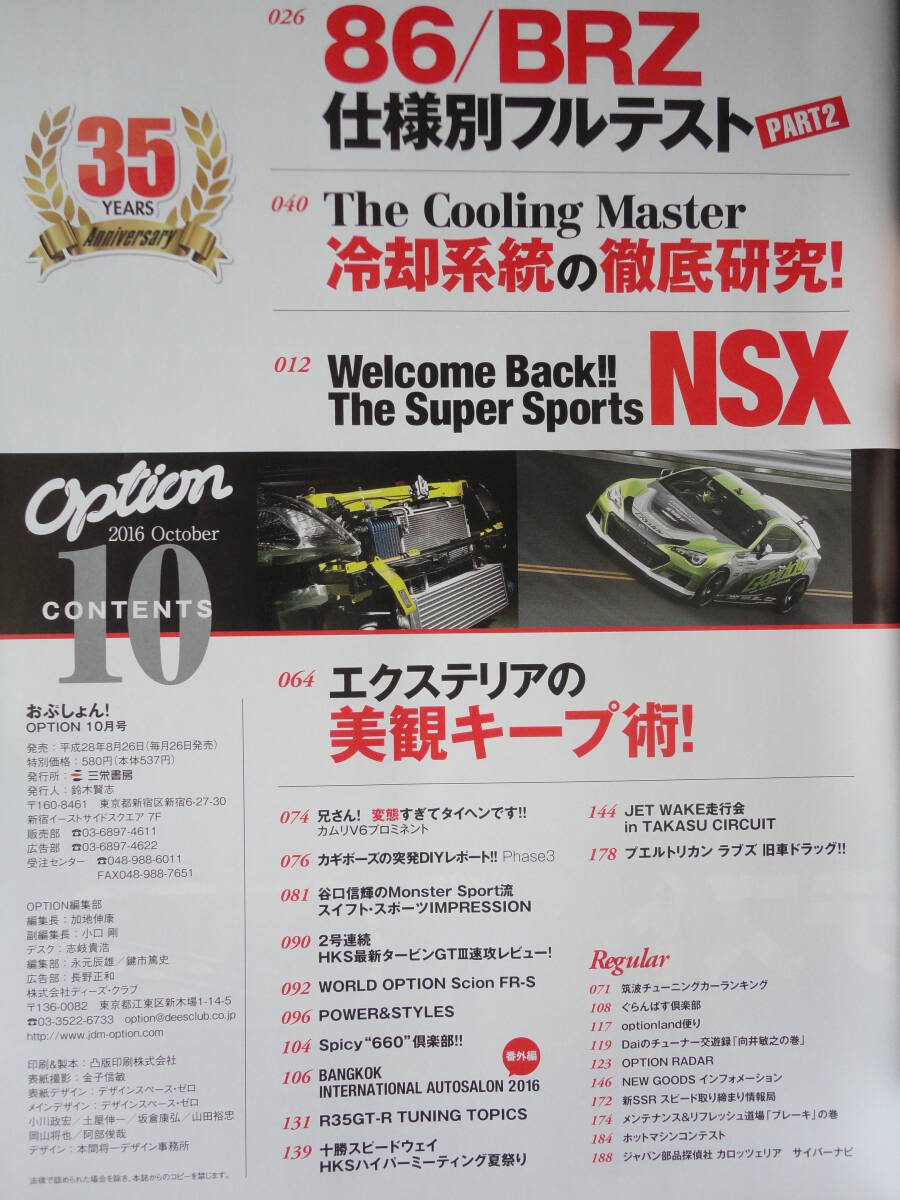 026
86/BRZ
仕様別フルテスト PART2
35
YEARS
Anniversary
040
The Cooling Master
冷却系統の徹底研究!
012
Welcome Back!!
The Super Sports NSX
Option
2016 October
10
CONTENTS
064
エクステリアの
美観キープ術!
おぷしょん!
OPTION 10月号
発売：平成28年8月26日(毎月26日発売)
特別価格：580円(本体537円)
発行所：三栄書房
発行人：鈴木賢志
〒160-8461 東京都新宿区新宿6-27-30
新宿イーストサイドスクエア 7F
販売部 ☎03-6897-4611
広告部 ☎03-6897-4622
受注センター ☎048-988-6011
FAX048-988-7651
OPTION編集部
編集長：加地伸康
副編集長：小口 剛
デスク：志岐貴浩
編集部：永元辰雄／鍵市篤史
広告部：長野正和
株式会社ディーズ・クラブ
〒136-0082 東京都江東区新木場1-14-5
☎03-3522-6733 option@deesclub.co.jp
http://www.jdm-option.com
印刷&製本：凸版印刷株式会社
表紙撮影：金子信敏
表紙デザイン：デザインスペース・ゼロ
メインデザイン：デザインスペース・ゼロ
小川政宏／土屋伸一／坂倉康弘／山田裕忠
岡山将也／阿部俊哉
デザイン：本間将一デザイン事務所
法律で認められた場合を除き、本誌からのコピーを禁じます。
074 兄さん! 変態すぎてタイヘンです!!
カムリV6プロミネント
076 カギボーズの突発DIYレポート!! Phase3
081 谷口信輝のMonster Sport流
スイフト・スポーツIMPRESSION
090 2号連続
HKS最新タービンGTⅢ速攻レビュー!
092 WORLD OPTION Scion FR-S
096 POWER&STYLES
104 Spicy“660”倶楽部!!
番外編
106 BANGKOK
INTERNATIONAL AUTOSALON 2016
131 R35GT-R TUNING TOPICS
139 十勝スピードウェイ
HKSハイパーミーティング夏祭り
144 JET WAKE走行会
in TAKASU CIRCUIT
178 プエルトリカン ラブズ 旧車ドラッグ!!
Regular
071 筑波チューニングカーランキング
108 ぐらんぱす倶楽部
117 optionland便り
119 Daiのチューナー交遊録「向井敏之の巻」
123 OPTION RADAR
146 NEW GOODS インフォメーション
172 新SSR スピード取り締まり情報局
174 メンテナンス&リフレッシュ道場「ブレーキ」の巻
184 ホットマシンコンテスト
188 ジャパン部品探偵社 カロッツェリア サイバーナビ